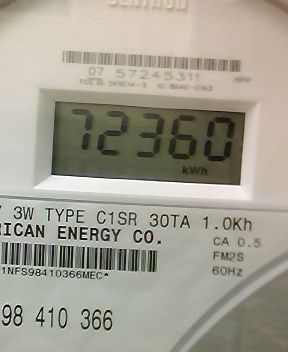 07 57245311
72360
kWh
3W TYPE C1SR 30TA 1.0Kh
RICAN ENERGY CO.
CA 0.5
FM2S
60Hz
1NFS98410366MEC*
98 410 366